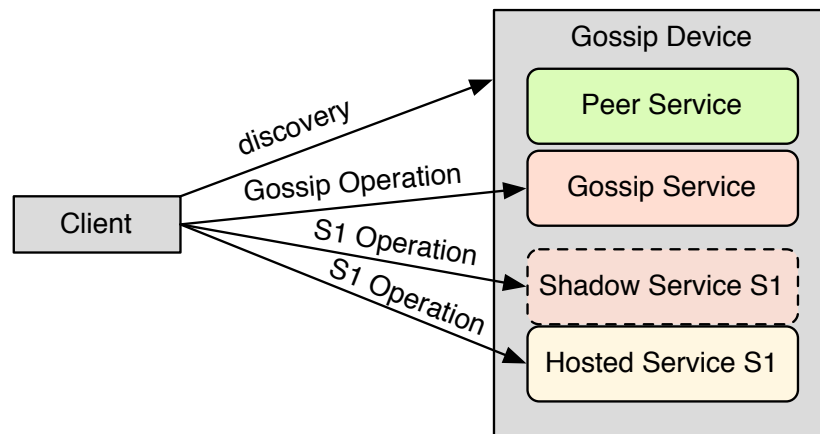 Gossip Device
Peer Service
discovery
Gossip Operation
Gossip Service
Client
S1 Operation
Shadow Service S1
S1 Operation
Hosted Service S1